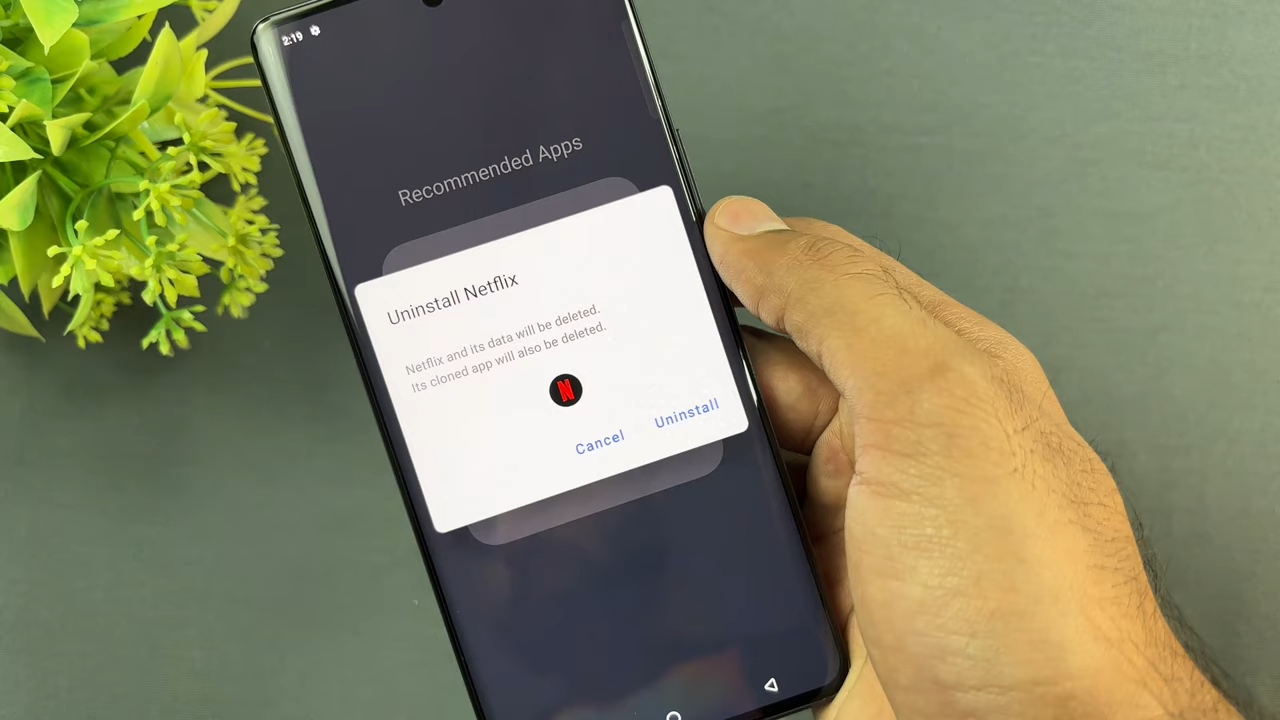 2:19
Recommended Apps
Uninstall Netflix
Netflix and its data will be deleted.
Its cloned app will also be deleted.
N
Cancel Uninstall